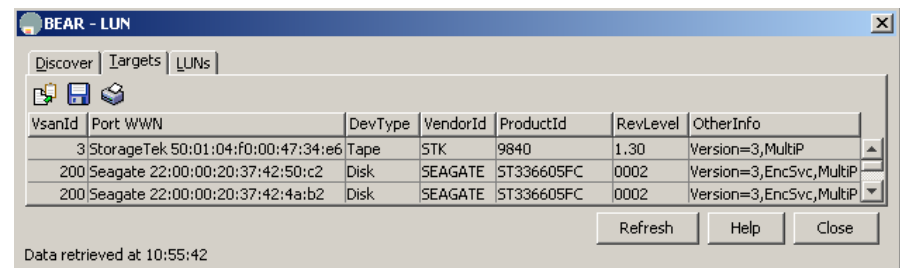 BEAR - LUN
Discover Targets LUNs
VsanId Port WWN DevType VendorId ProductId RevLevel OtherInfo
3 StorageTek 50:01:04:f0:00:47:34:e6 Tape STK 9840 1.30 Version=3,MultiP
200 Seagate 22:00:00:20:37:42:50:c2 Disk SEAGATE ST336605FC 0002 Version=3,EncSvc,MultiP
200 Seagate 22:00:00:20:37:42:4a:b2 Disk SEAGATE ST336605FC 0002 Version=3,EncSvc,MultiP
Refresh Help Close
Data retrieved at 10:55:42